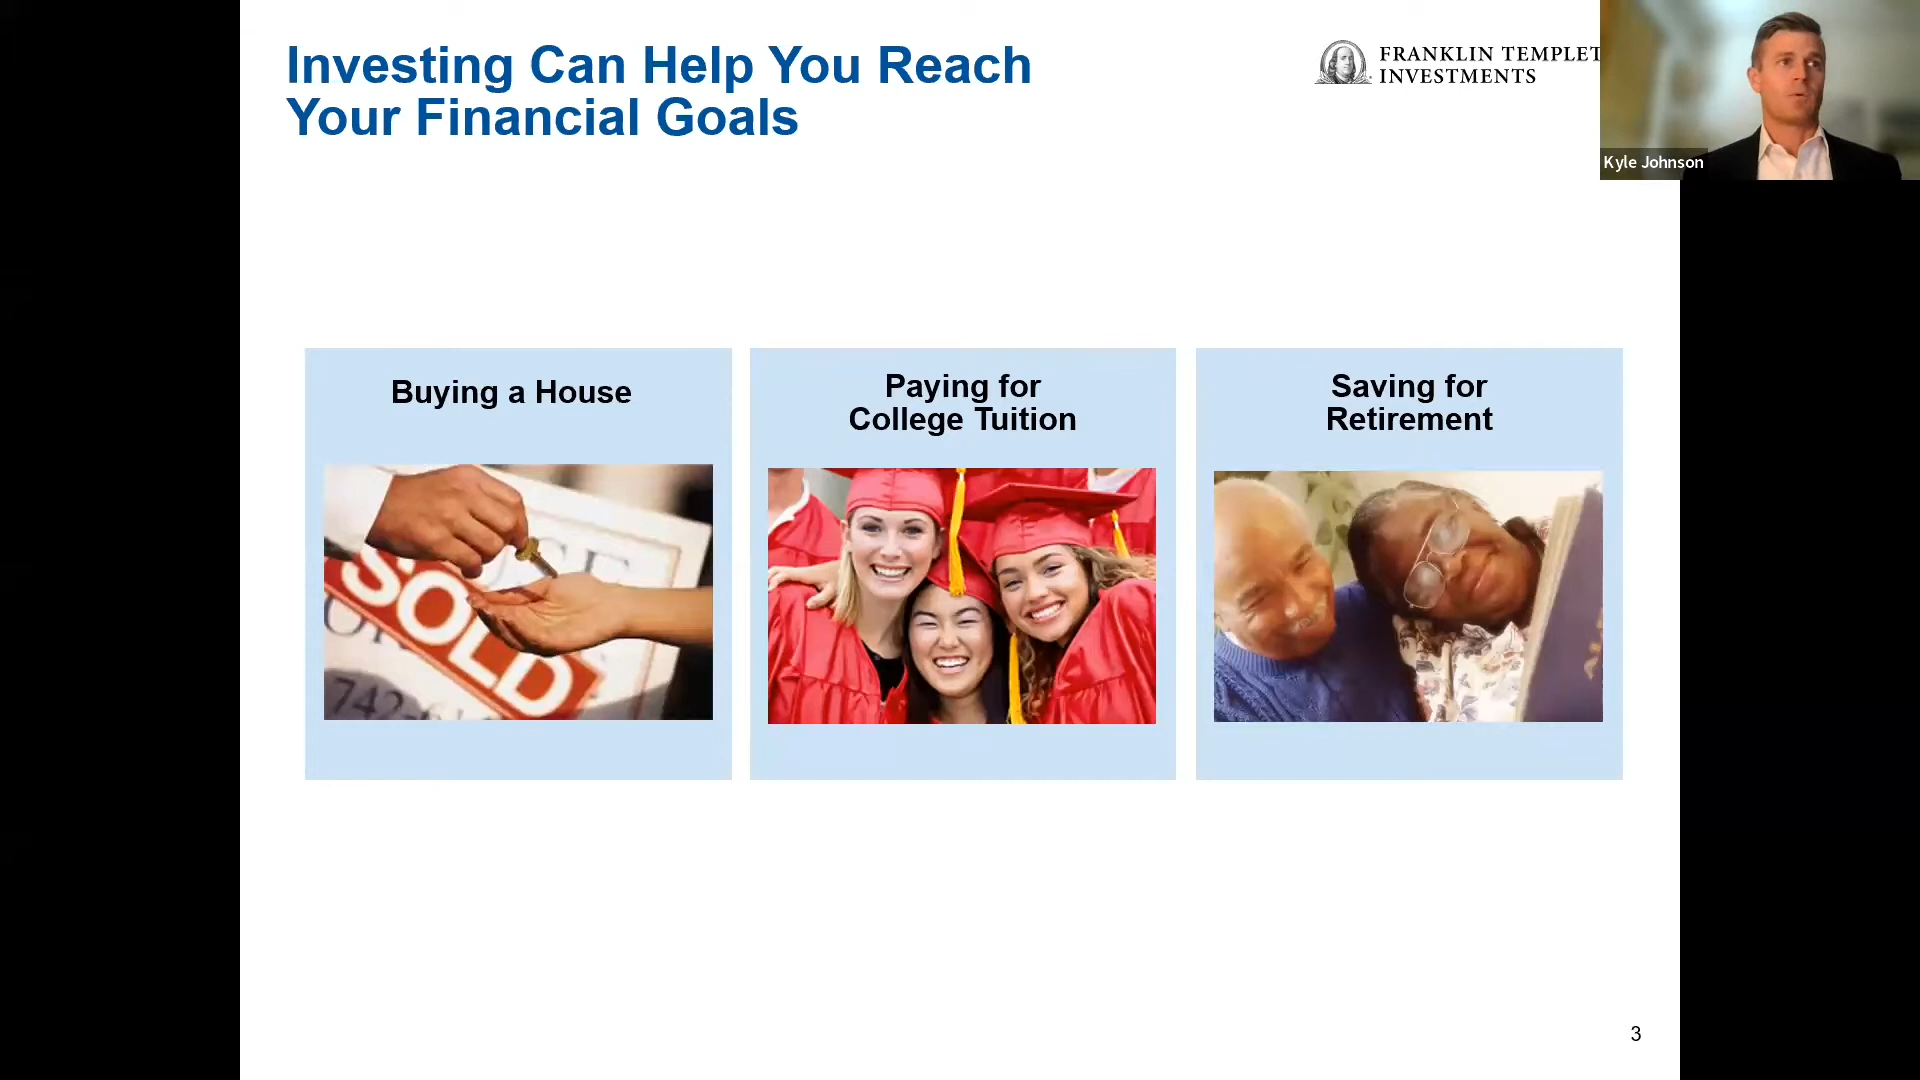 Investing Can Help You Reach
Your Financial Goals
FRANKLIN TEMPLET
INVESTMENTS
Kyle Johnson
Buying a House
Paying for
College Tuition
Saving for
Retirement
SOLD
742-
3